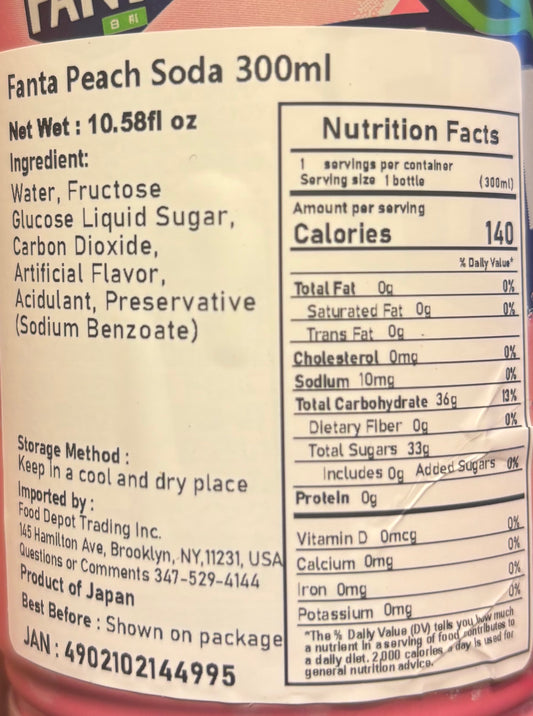 FAN
白桃
Fanta Peach Soda 300ml
Net Wet : 10.58fl oz
Ingredient:
Water, Fructose
Glucose Liquid Sugar,
Carbon Dioxide,
Artificial Flavor,
Acidulant, Preservative
(Sodium Benzoate)
Storage Method :
Keep in a cool and dry place
Imported by :
Food Depot Trading Inc.
145 Hamilton Ave, Brooklyn, NY,11231, USA
Questions or Comments 347-529-4144
Product of Japan
Best Before : Shown on package
JAN : 4902102144995
Nutrition Facts
1 servings per container
Serving size 1 bottle (300ml)
Amount per serving
Calories 140
% Daily Value*
Total Fat 0g 0%
Saturated Fat 0g 0%
Trans Fat 0g
Cholesterol 0mg 0%
Sodium 10mg 0%
Total Carbohydrate 36g 13%
Dietary Fiber 0g 0%
Total Sugars 33g
Includes 0g Added Sugars 0%
Protein 0g
Vitamin D 0mcg 0%
Calcium 0mg 0%
Iron 0mg 0%
Potassium 0mg 0%
*The % Daily Value (DV) tells you how much
a nutrient in a serving of food contributes to
a daily diet. 2,000 calories a day is used for
general nutrition advice.